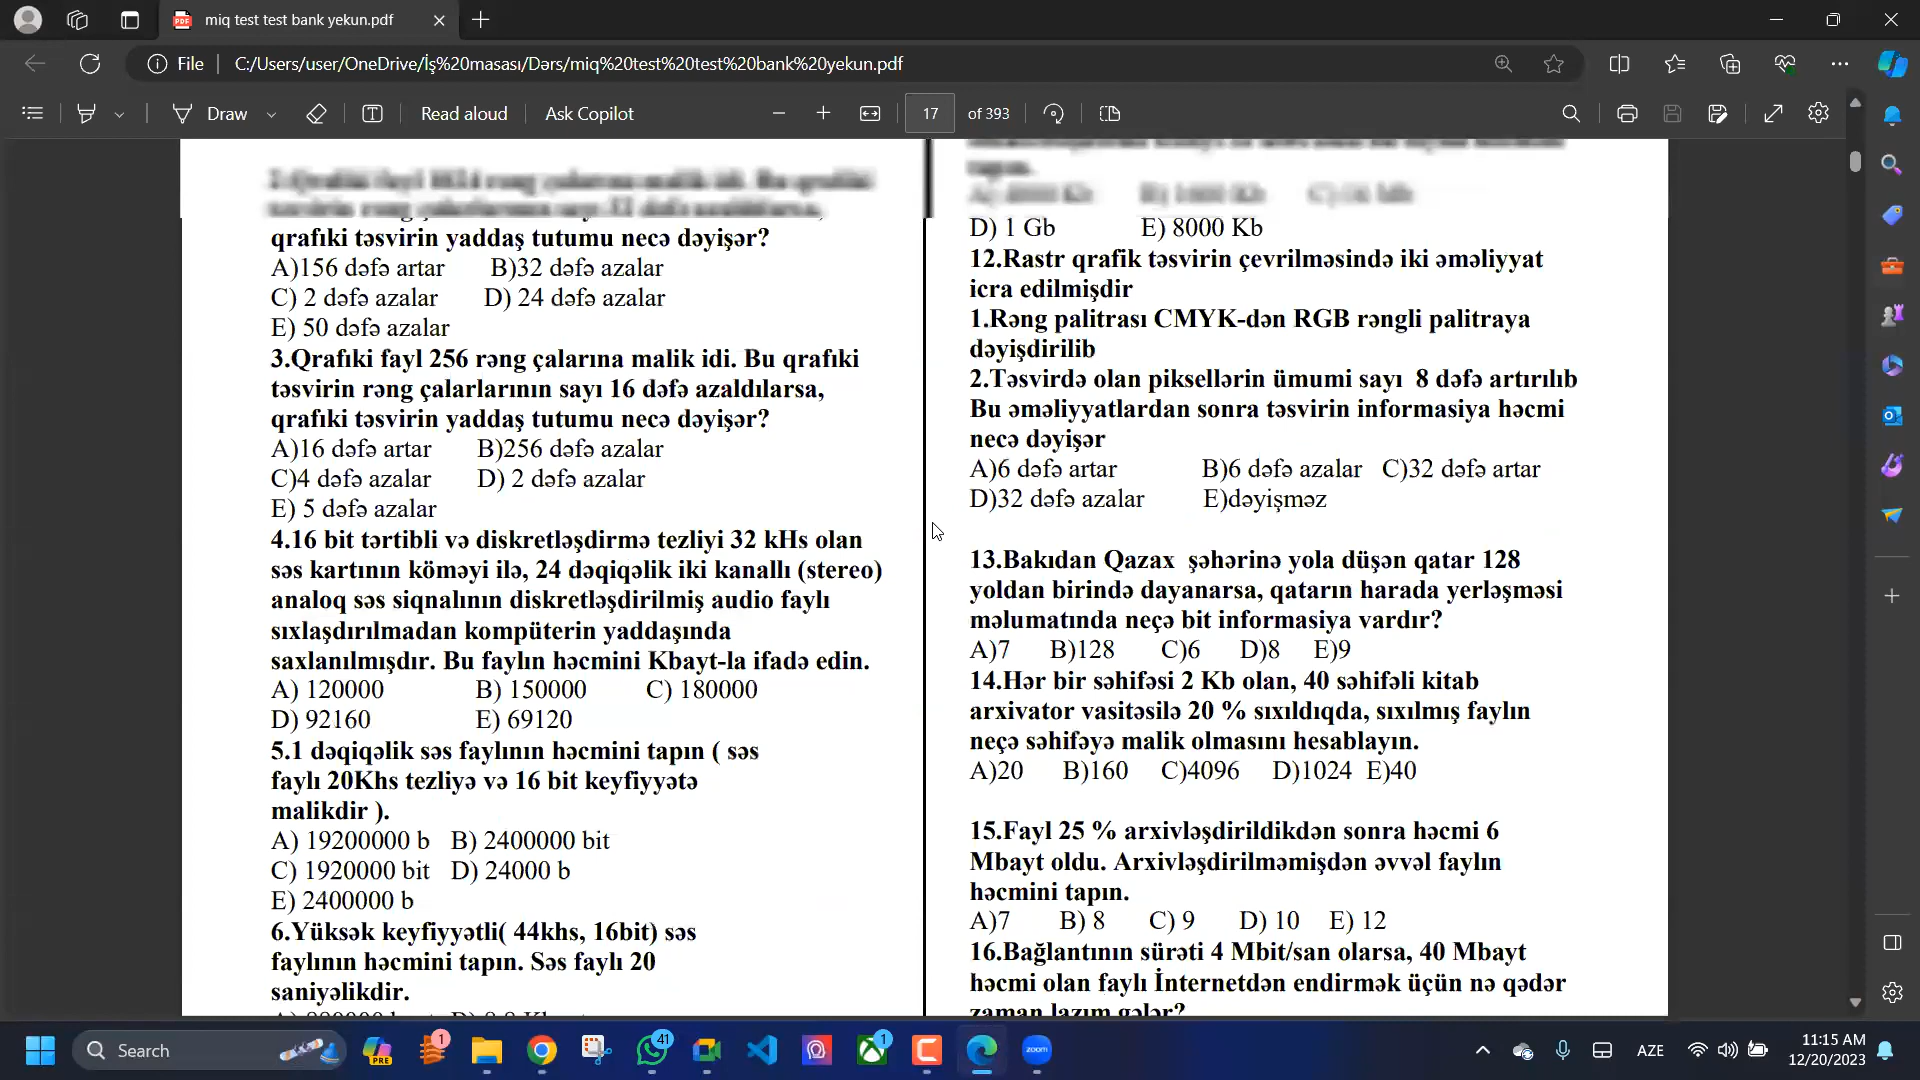 miq test test bank yekun.pdf
File
C:/Users/user/OneDrive/İş%20masası/Dərs/miq%20test%20test%20bank%20yekun.pdf
Draw
Read aloud
Ask Copilot
17 of 393
qrafıki təsvirin yaddaş tutumu necə dəyişər?
A)156 dəfə artar B)32 dəfə azalar
C) 2 dəfə azalar D) 24 dəfə azalar
E) 50 dəfə azalar
3.Qrafıki fayl 256 rəng çalarına malik idi. Bu qrafıki
təsvirin rəng çalarlarının sayı 16 dəfə azaldılarsa,
qrafıki təsvirin yaddaş tutumu necə dəyişər?
A)16 dəfə artar B)256 dəfə azalar
C)4 dəfə azalar D) 2 dəfə azalar
E) 5 dəfə azalar
4.16 bit tərtibli və diskretləşdirmə tezliyi 32 kHs olan
səs kartının köməyi ilə, 24 dəqiqəlik iki kanallı (stereo)
analoq səs siqnalının diskretləşdirilmiş audio faylı
sıxlaşdırılmadan kompüterin yaddaşında
saxlanılmışdır. Bu faylın həcmini Kbayt-la ifadə edin.
A) 120000 B) 150000 C) 180000
D) 92160 E) 69120
5.1 dəqiqəlik səs faylının həcmini tapın ( səs
faylı 20Khs tezliyə və 16 bit keyfiyyətə
malikdir ).
A) 19200000 b B) 2400000 bit
C) 1920000 bit D) 24000 b
E) 2400000 b
6.Yüksək keyfiyyətli( 44khs, 16bit) səs
faylının həcmini tapın. Səs faylı 20
saniyəlikdir.
D) 1 Gb E) 8000 Kb
12.Rastr qrafik təsvirin çevrilməsində iki əməliyyat
icra edilmişdir
1.Rəng palitrası CMYK-dən RGB rəngli palitraya
dəyişdirilib
2.Təsvirdə olan piksellərin ümumi sayı 8 dəfə artırılıb
Bu əməliyyatlardan sonra təsvirin informasiya həcmi
necə dəyişər
A)6 dəfə artar B)6 dəfə azalar C)32 dəfə artar
D)32 dəfə azalar E)dəyişməz
13.Bakıdan Qazax şəhərinə yola düşən qatar 128
yoldan birində dayanarsa, qatarın harada yerləşməsi
məlumatında neçə bit informasiya vardır?
A)7 B)128 C)6 D)8 E)9
14.Hər bir səhifəsi 2 Kb olan, 40 səhifəli kitab
arxivator vasitəsilə 20 % sıxıldıqda, sıxılmış faylın
neçə səhifəyə malik olmasını hesablayın.
A)20 B)160 C)4096 D)1024 E)40
15.Fayl 25 % arxivləşdirildikdən sonra həcmi 6
Mbayt oldu. Arxivləşdirilməmişdən əvvəl faylın
həcmini tapın.
A)7 B) 8 C) 9 D) 10 E) 12
16.Bağlantının sürəti 4 Mbit/san olarsa, 40 Mbayt
həcmi olan faylı İnternetdən endirmək üçün nə qədər
zaman lazım gələr?
Search
PRE
1
41
1
zoom
AZE
11:15 AM
12/20/2023